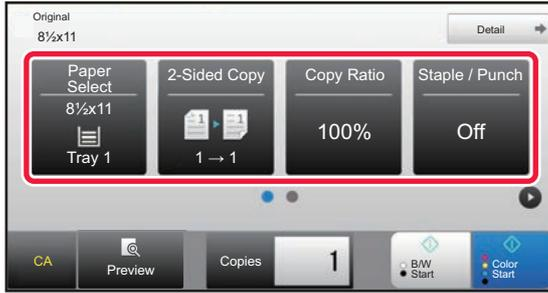 Original
8½x11
Detail
Paper
Select
8½x11
Tray 1
2-Sided Copy
1 1
1 → 1
Copy Ratio
100%
Staple / Punch
Off
CA
Preview
Copies
1
B/W
Start
Color
Start